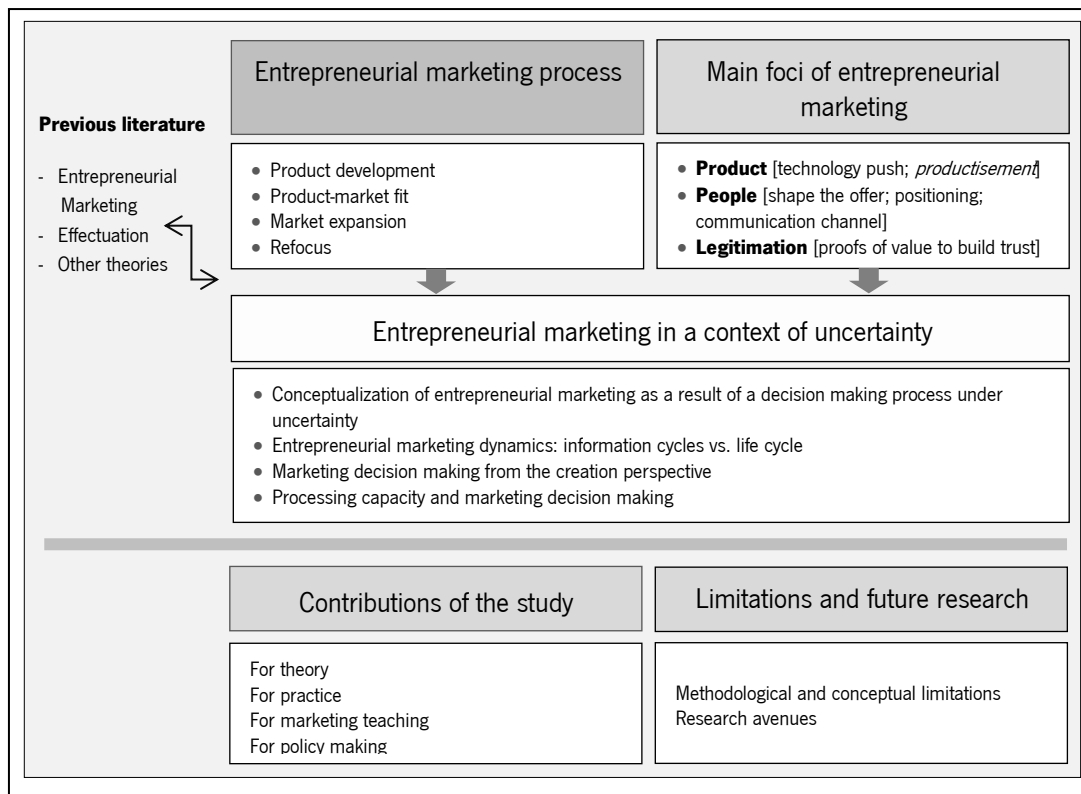 Previous literature
- Entrepreneurial
Marketing
- Effectuation
- Other theories
Entrepreneurial marketing process
● Product development
● Product-market fit
● Market expansion
● Refocus
Main foci of entrepreneurial
marketing
● Product [technology push; productisement]
● People [shape the offer; positioning;
communication channel]
● Legitimation [proofs of value to build trust]
Entrepreneurial marketing in a context of uncertainty
● Conceptualization of entrepreneurial marketing as a result of a decision making process under
uncertainty
● Entrepreneurial marketing dynamics: information cycles vs. life cycle
● Marketing decision making from the creation perspective
● Processing capacity and marketing decision making
Contributions of the study
For theory
For practice
For marketing teaching
For policy making
Limitations and future research
Methodological and conceptual limitations
Research avenues